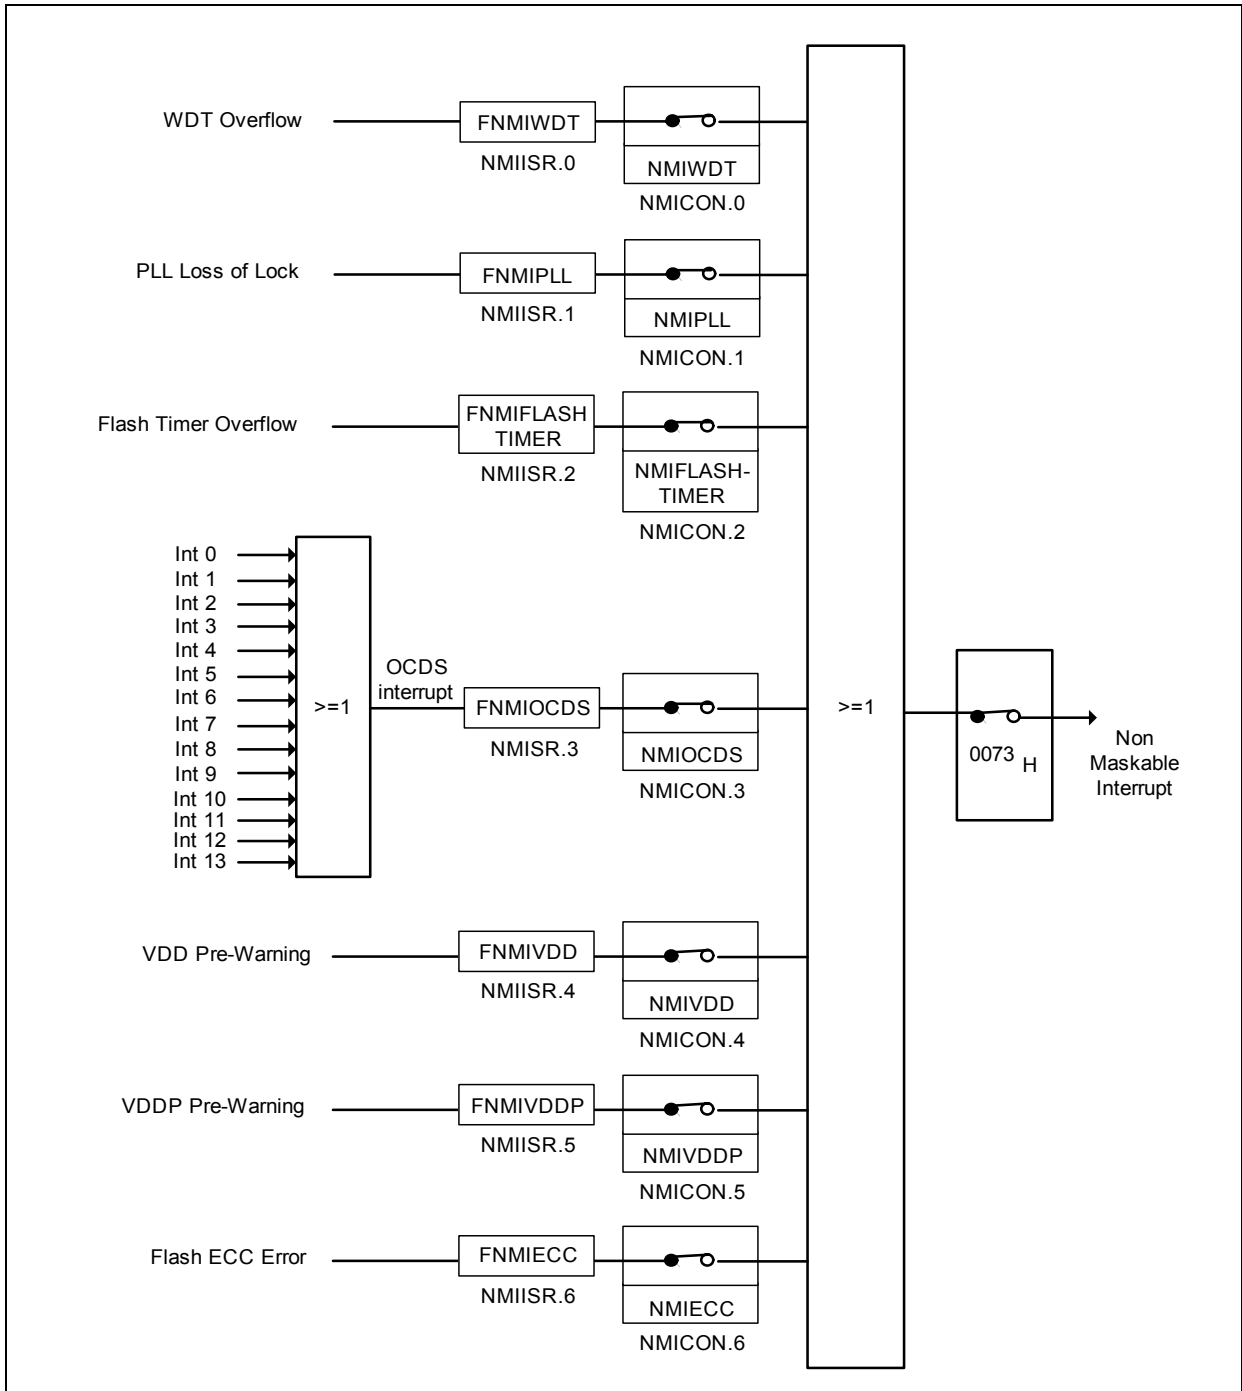 WDT Overflow
FNMIWDT
NMIISR.0
NMIWDT
NMICON.0
PLL Loss of Lock
FNMIPLL
NMIISR.1
NMIPLL
NMICON.1
Flash Timer Overflow
FNMIFLASH
TIMER
NMIISR.2
NMIFLASH-
TIMER
NMICON.2
Int 0
Int 1
Int 2
Int 3
Int 4
Int 5
Int 6
Int 7
Int 8
Int 9
Int 10
Int 11
Int 12
Int 13
>=1
OCDS
interrupt
FNMIOCDS
NMISR.3
NMIOCDS
NMICON.3
>=1
0073 H
Non
Maskable
Interrupt
VDD Pre-Warning
FNMIVDD
NMIISR.4
NMIVDD
NMICON.4
VDDP Pre-Warning
FNMIVDDP
NMIISR.5
NMIVDDP
NMICON.5
Flash ECC Error
FNMIECC
NMIISR.6
NMIECC
NMICON.6